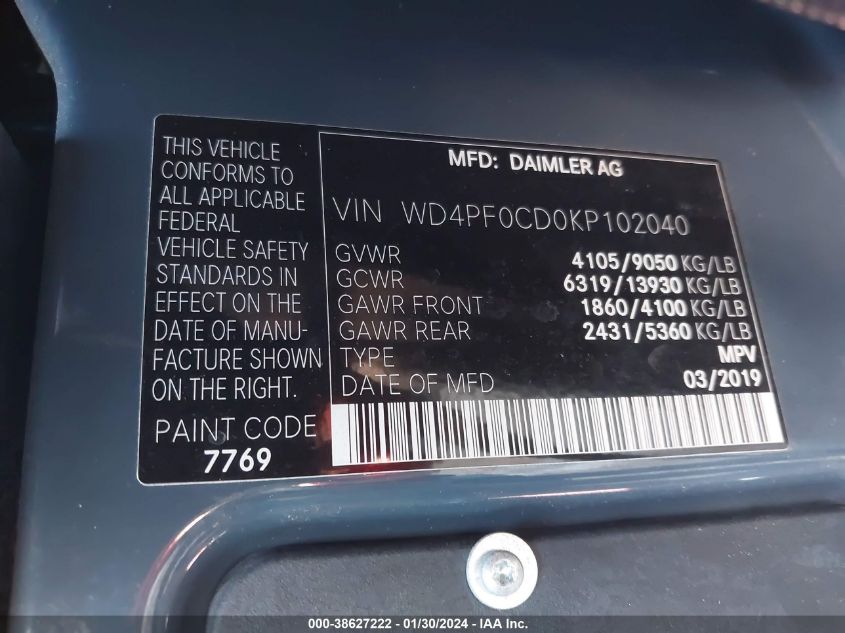 THIS VEHICLE
CONFORMS TO
ALL APPLICABLE
FEDERAL
VEHICLE SAFETY
STANDARDS IN
EFFECT ON THE
DATE OF MANU-
FACTURE SHOWN
ON THE RIGHT.
PAINT CODE
7769
MFD: DAIMLER AG
VIN WD4PF0CD0KP102040
GVWR 4105/9050 KG/LB
GCWR 6319/13930 KG/LB
GAWR FRONT 1860/4100 KG/LB
GAWR REAR 2431/5360 KG/LB
TYPE MPV
DATE OF MFD 03/2019
000-38627222 - 01/30/2024 - IAA Inc.